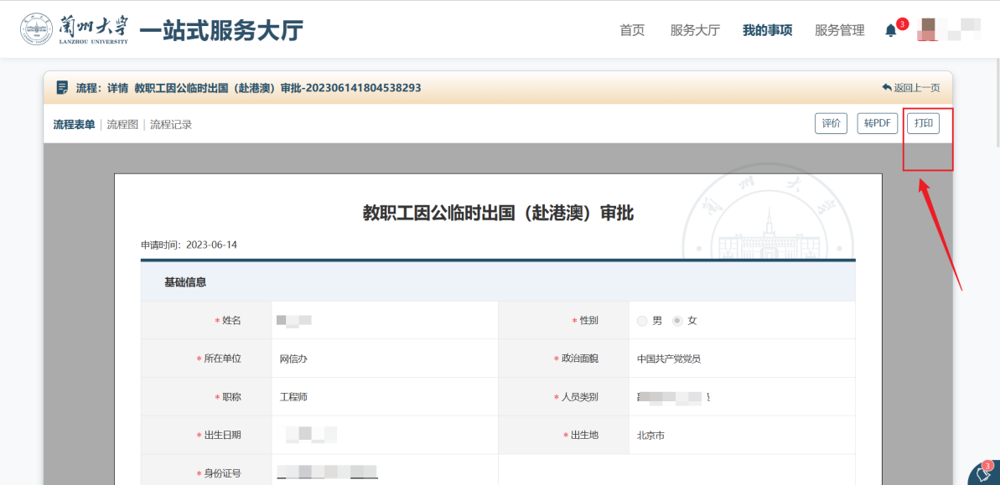 兰州大学
LANZHOU UNIVERSITY
一站式服务大厅
首页 服务大厅 我的事项 服务管理 3
流程：详情 教职工因公临时出国（赴港澳）审批-202306141804538293 返回上一页
流程表单 | 流程图 | 流程记录 评价 转PDF 打印
兰州大学
教职工因公临时出国（赴港澳）审批
申请时间：2023-06-14
基础信息
*姓名 *性别 男 女
*所在单位 网信办 *政治面貌 中国共产党党员
*职称 工程师 *人员类别
*出生日期 *出生地 北京市
*身份证号
3